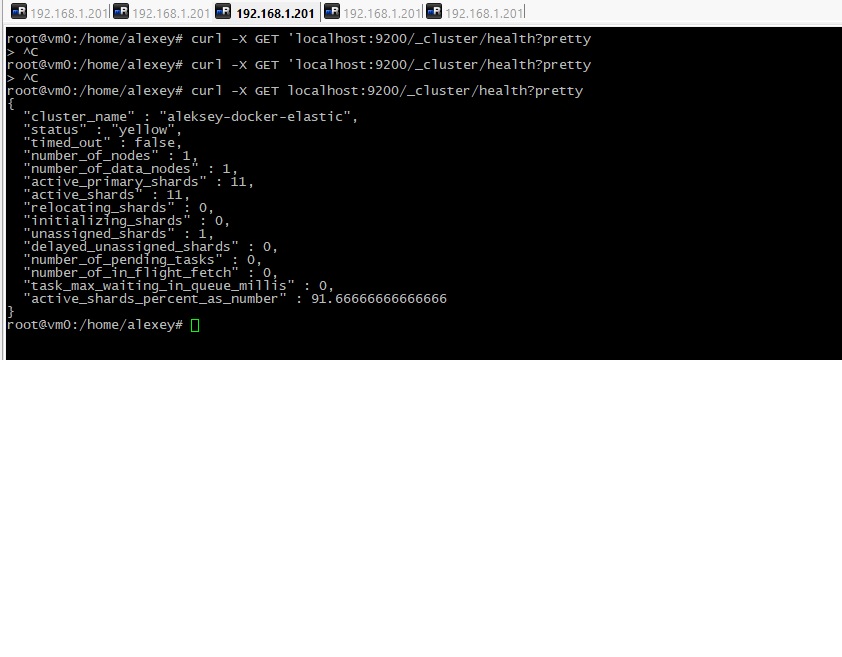 192.168.1.201 192.168.1.201 192.168.1.201 192.168.1.201 192.168.1.201
root@vm0:/home/alexey# curl -X GET 'localhost:9200/_cluster/health?pretty
> ^C
root@vm0:/home/alexey# curl -X GET 'localhost:9200/_cluster/health?pretty
> ^C
root@vm0:/home/alexey# curl -X GET localhost:9200/_cluster/health?pretty
{
  "cluster_name" : "aleksey-docker-elastic",
  "status" : "yellow",
  "timed_out" : false,
  "number_of_nodes" : 1,
  "number_of_data_nodes" : 1,
  "active_primary_shards" : 11,
  "active_shards" : 11,
  "relocating_shards" : 0,
  "initializing_shards" : 0,
  "unassigned_shards" : 1,
  "delayed_unassigned_shards" : 0,
  "number_of_pending_tasks" : 0,
  "number_of_in_flight_fetch" : 0,
  "task_max_waiting_in_queue_millis" : 0,
  "active_shards_percent_as_number" : 91.66666666666666
}
root@vm0:/home/alexey#